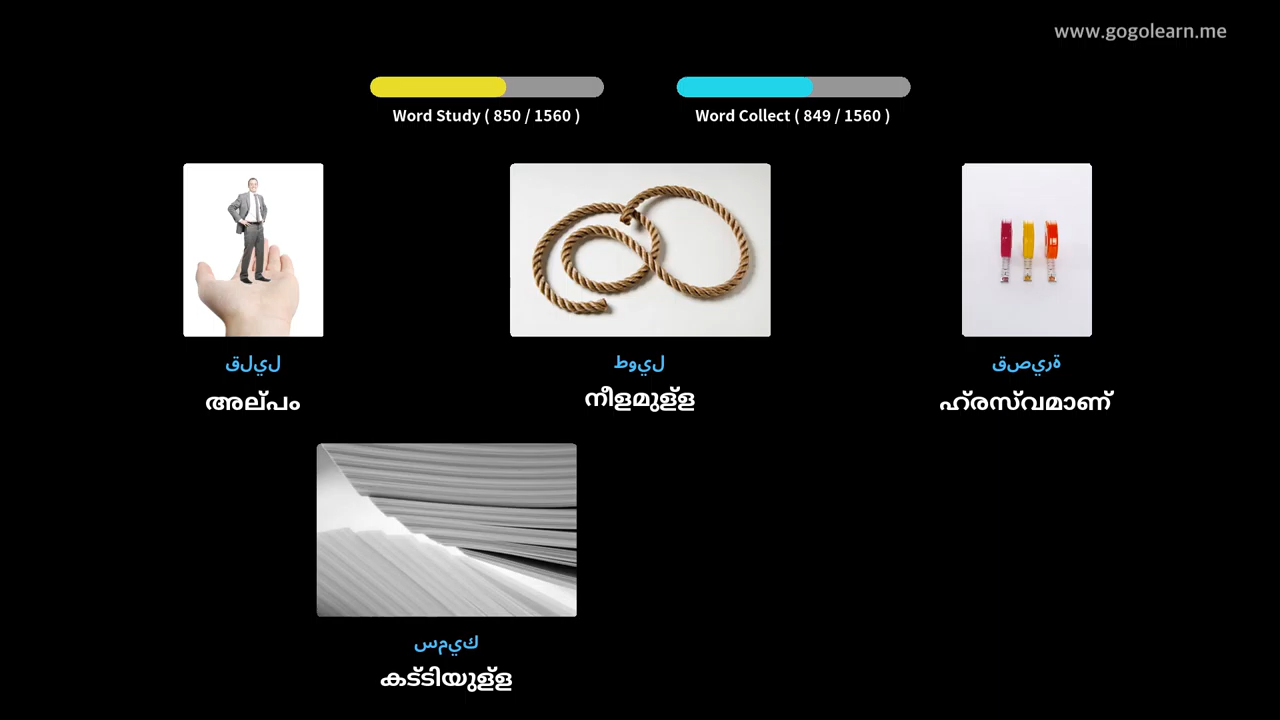 www.gogolearn.me
Word Study ( 850 / 1560 )
Word Collect ( 849 / 1560 )
قليل
അല്പം
طويل
നീളമുള്ള
قصيرة
ഹ്രസ്വമാണ്
سميك
കട്ടിയുള്ള